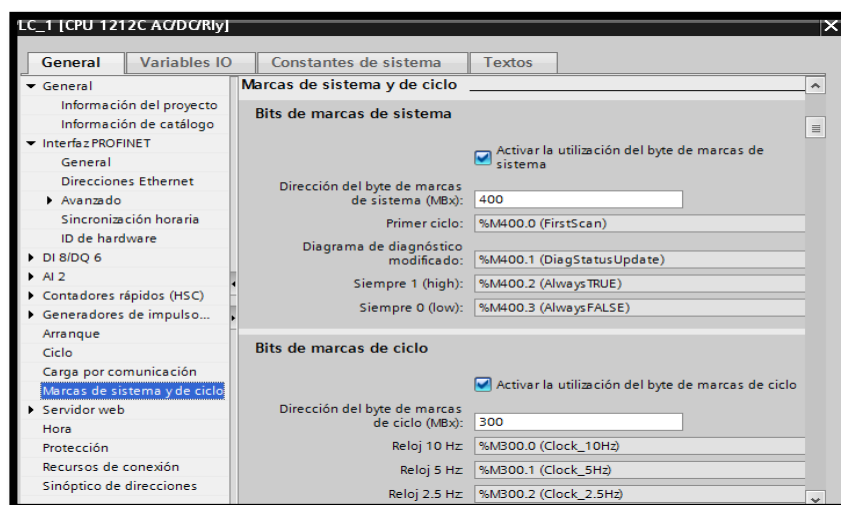 LC_1 [CPU 1212C AC/DC/Rly]
General
Variables IO
Constantes de sistema
Textos
General
Información del proyecto
Información de catálogo
Interfaz PROFINET
General
Direcciones Ethernet
Avanzado
Sincronización horaria
ID de hardware
DI 8/DQ 6
AI 2
Contadores rápidos (HSC)
Generadores de impulso...
Arranque
Ciclo
Carga por comunicación
Marcas de sistema y de ciclo
Servidor web
Hora
Protección
Recursos de conexión
Sinóptico de direcciones
Marcas de sistema y de ciclo
Bits de marcas de sistema
Activar la utilización del byte de marcas de
sistema
Dirección del byte de marcas
de sistema (MBx): 400
Primer ciclo: %M400.0 (FirstScan)
Diagrama de diagnóstico
modificado: %M400.1 (DiagStatusUpdate)
Siempre 1 (high): %M400.2 (AlwaysTRUE)
Siempre 0 (low): %M400.3 (AlwaysFALSE)
Bits de marcas de ciclo
Activar la utilización del byte de marcas de ciclo
Dirección del byte de marcas
de ciclo (MBx): 300
Reloj 10 Hz: %M300.0 (Clock_10Hz)
Reloj 5 Hz: %M300.1 (Clock_5Hz)
Reloj 2.5 Hz: %M300.2 (Clock_2.5Hz)